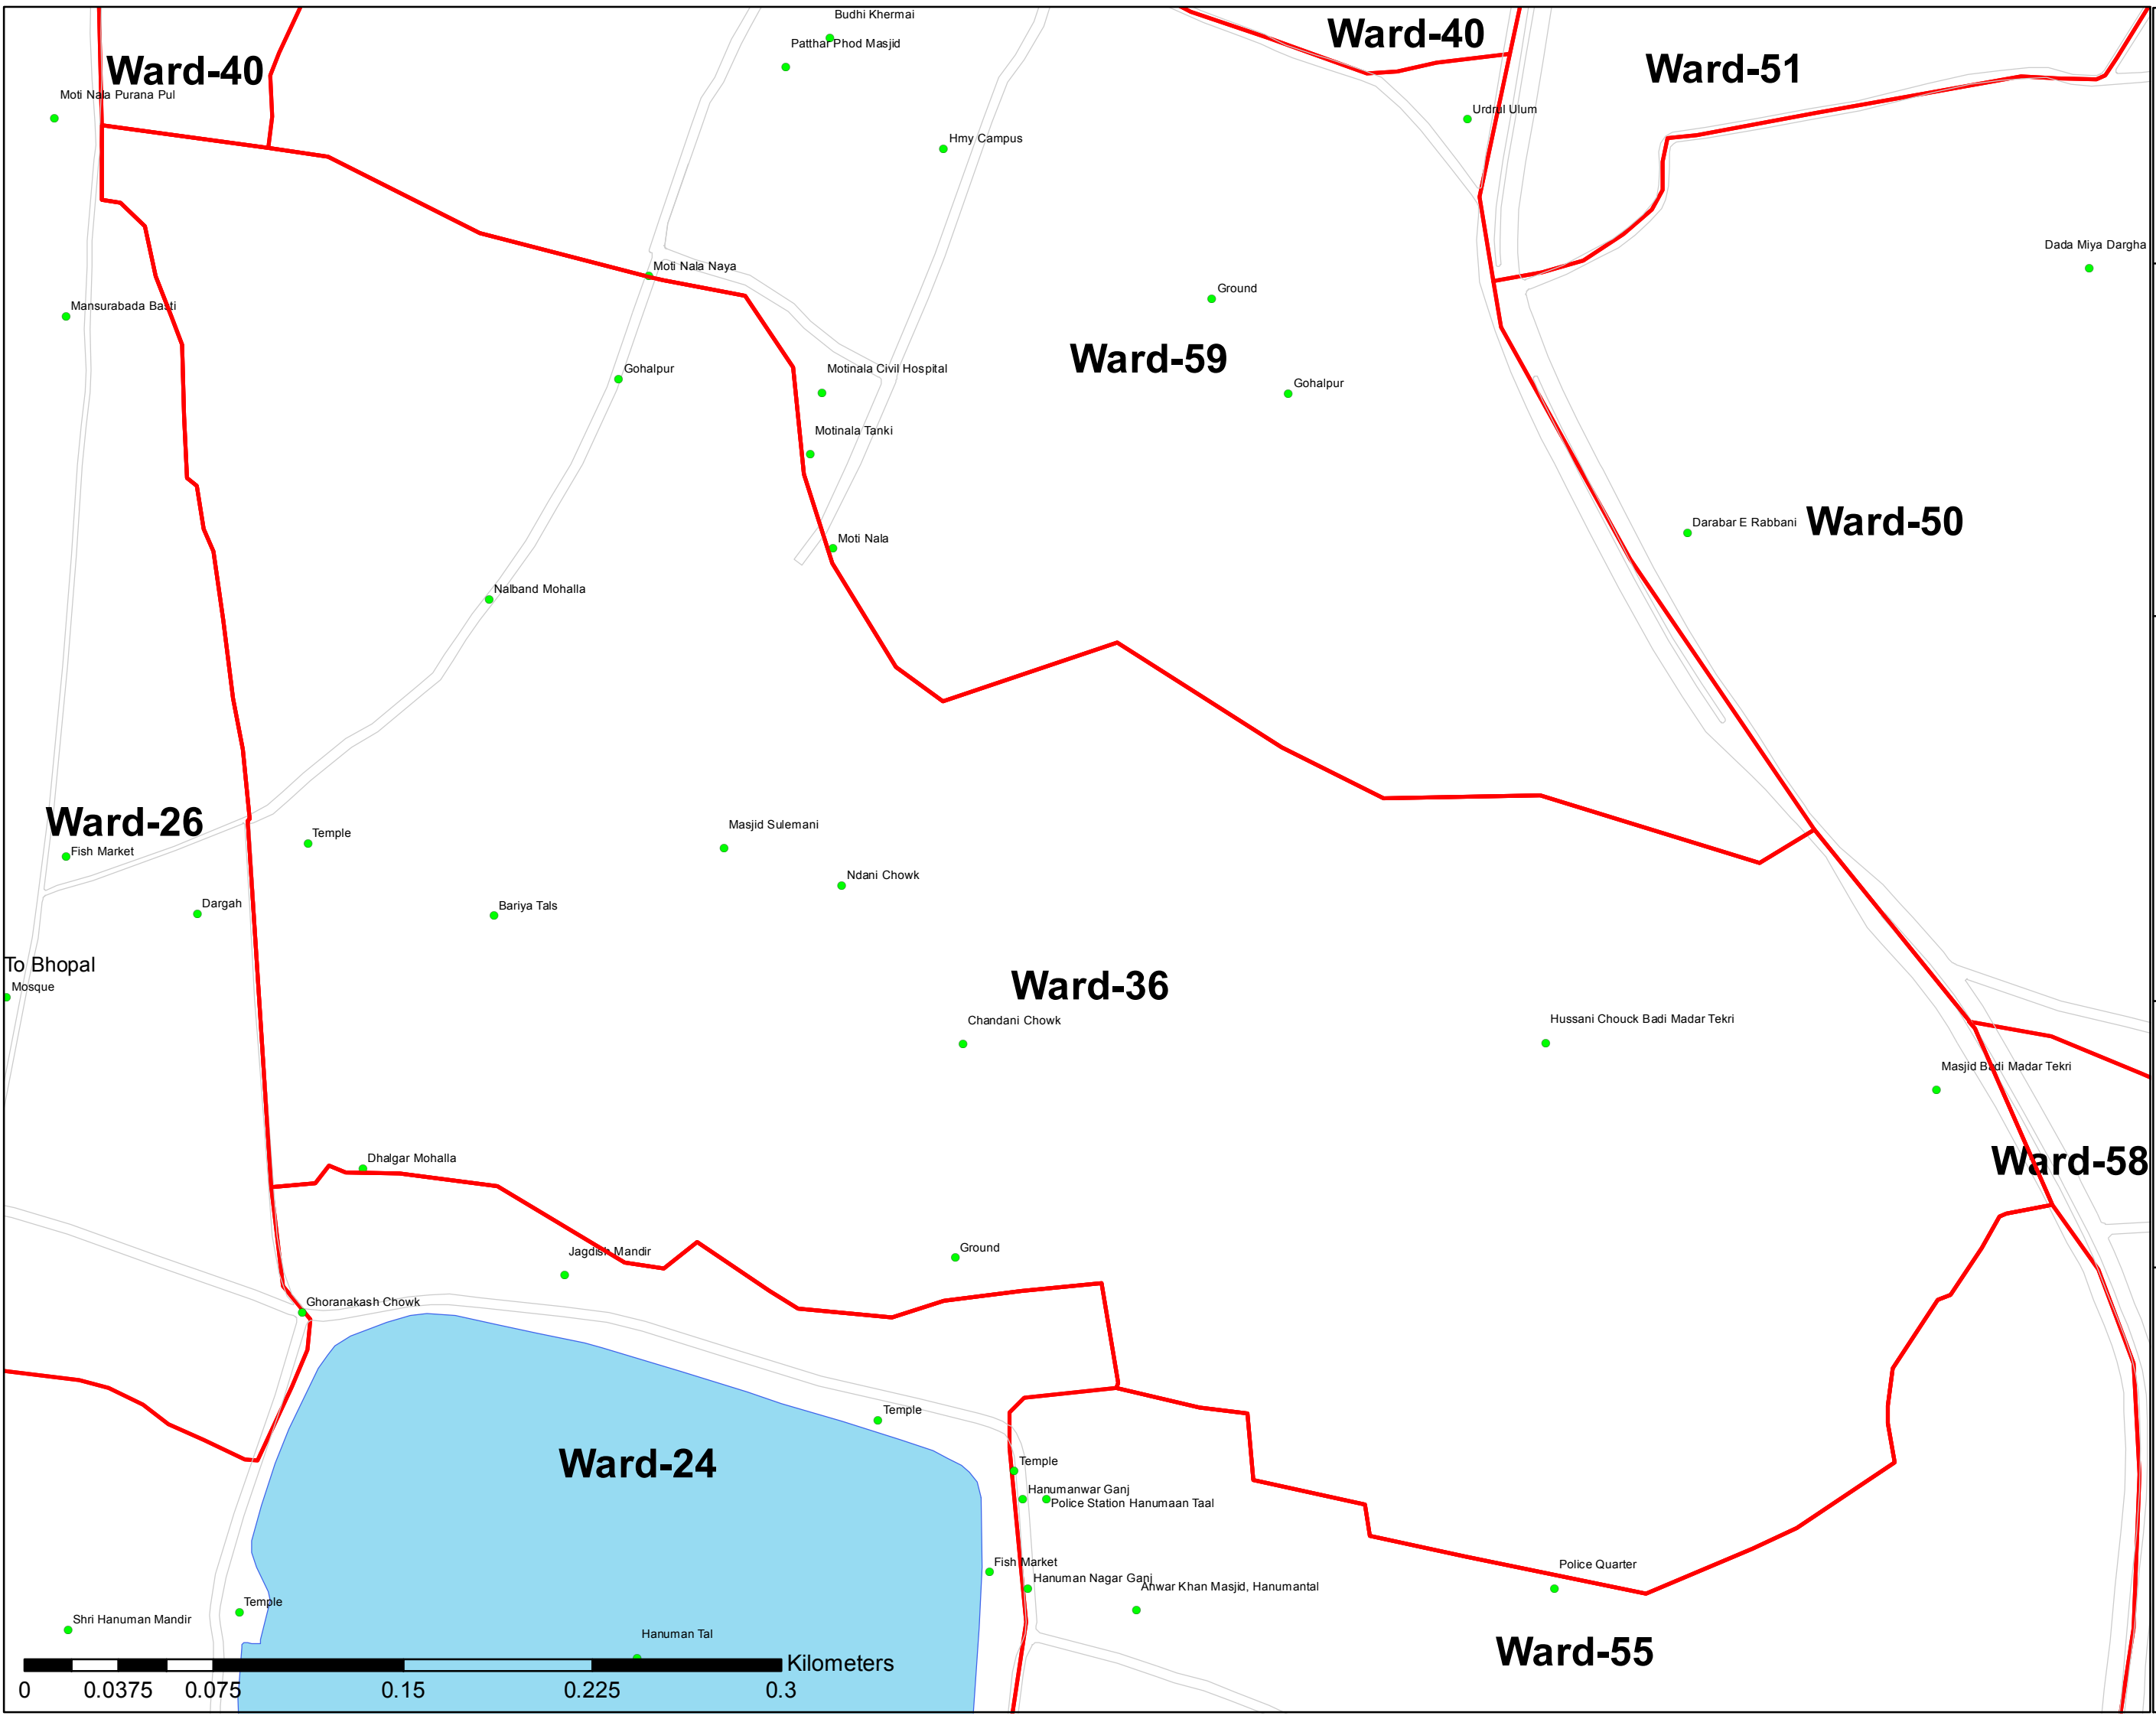 Budhi Khermai
Patthar Phod Masjid
Ward-40
Ward-40
Ward-51
Moti Nala Purana Pul
Urdrul Ulum
Hmy Campus
Dada Miya Dargha
Moti Nala Naya
Ground
Mansurabada Basti
Ward-59
Gohalpur
Motinala Civil Hospital
Gohalpur
Motinala Tanki
Darabar E Rabbani
Ward-50
Moti Nala
Nalband Mohalla
Ward-26
Temple
Masjid Sulemani
Fish Market
Ndani Chowk
Dargah
Bariya Tals
To Bhopal
Mosque
Ward-36
Chandani Chowk
Hussani Chouck Badi Madar Tekri
Masjid Badi Madar Tekri
Dhalgar Mohalla
Ward-58
Jagdish Mandir
Ground
Ghoranakash Chowk
Temple
Ward-24
Temple
Hanumanwar Ganj
Police Station Hanumaan Taal
Fish Market
Hanuman Nagar Ganj
Anwar Khan Masjid, Hanumantal
Police Quarter
Temple
Shri Hanuman Mandir
Hanuman Tal
Ward-55
Kilometers
0 0.0375 0.075 0.15 0.225 0.3